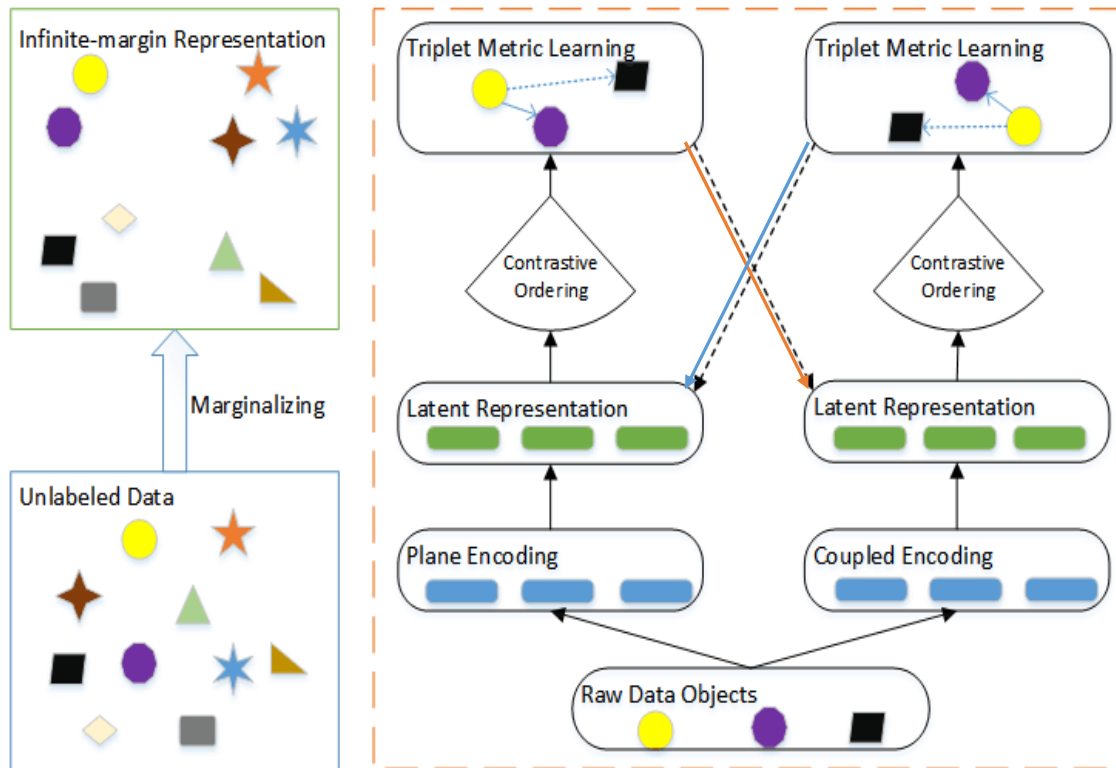 Infinite-margin Representation
Marginalizing
Unlabeled Data
Triplet Metric Learning
Triplet Metric Learning
Contrastive
Ordering
Contrastive
Ordering
Latent Representation
Latent Representation
Plane Encoding
Coupled Encoding
Raw Data Objects